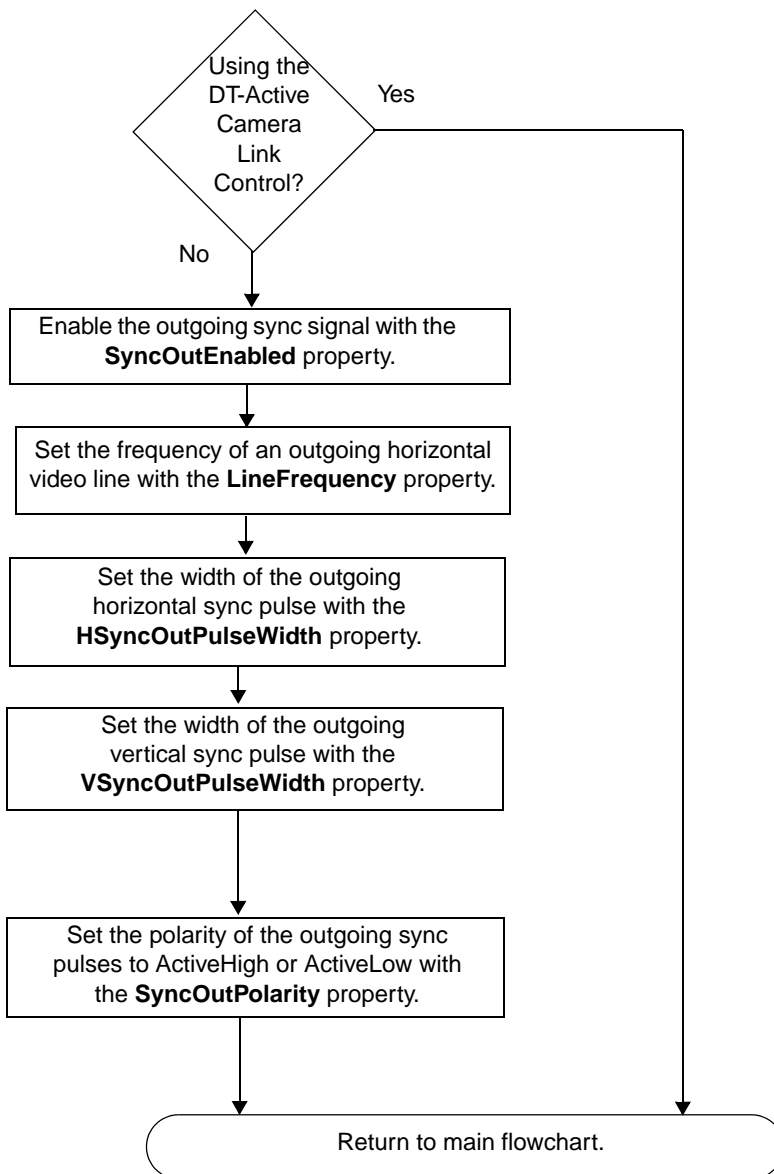 Using the
DT-Active
Camera
Link
Control?
Yes
No
Enable the outgoing sync signal with the
SyncOutEnabled property.
Set the frequency of an outgoing horizontal
video line with the LineFrequency property.
Set the width of the outgoing
horizontal sync pulse with the
HSyncOutPulseWidth property.
Set the width of the outgoing
vertical sync pulse with the
VSyncOutPulseWidth property.
Set the polarity of the outgoing sync
pulses to ActiveHigh or ActiveLow with
the SyncOutPolarity property.
Return to main flowchart.